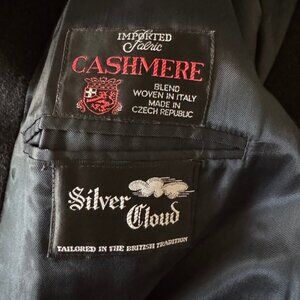 IMPORTED
Fabric
CASHMERE
BLEND
WOVEN IN ITALY
MADE IN
CZECH REPUBLIC
Silver
Cloud
TAILORED IN THE BRITISH TRADITION